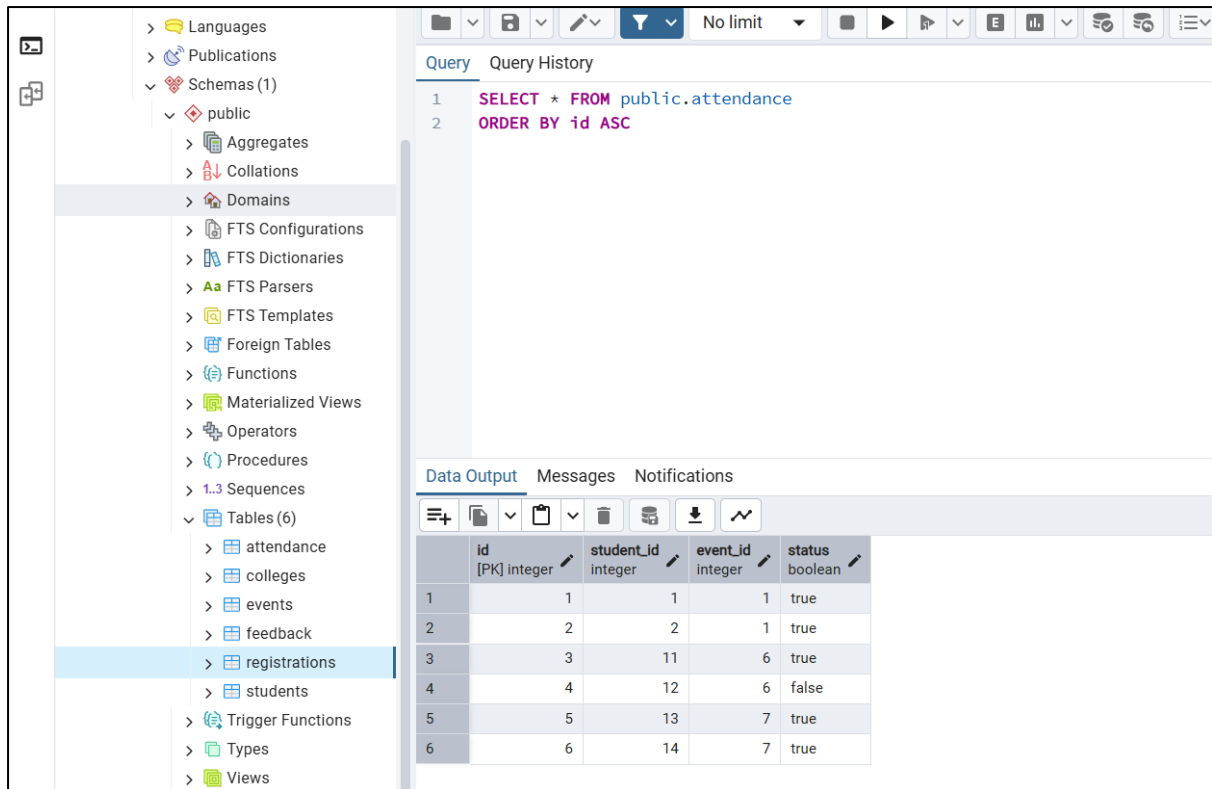 Languages
Publications
Schemas (1)
public
Aggregates
Collations
Domains
FTS Configurations
FTS Dictionaries
Aa FTS Parsers
FTS Templates
Foreign Tables
Functions
Materialized Views
Operators
Procedures
1..3 Sequences
Tables (6)
attendance
colleges
events
feedback
registrations
students
Trigger Functions
Types
Views
No limit
E
Query Query History
1 SELECT * FROM public.attendance
2 ORDER BY id ASC
Data Output Messages Notifications
id student_id event_id status
[PK] integer integer integer boolean
1 1 1 1 true
2 2 2 1 true
3 3 11 6 true
4 4 12 6 false
5 5 13 7 true
6 6 14 7 true